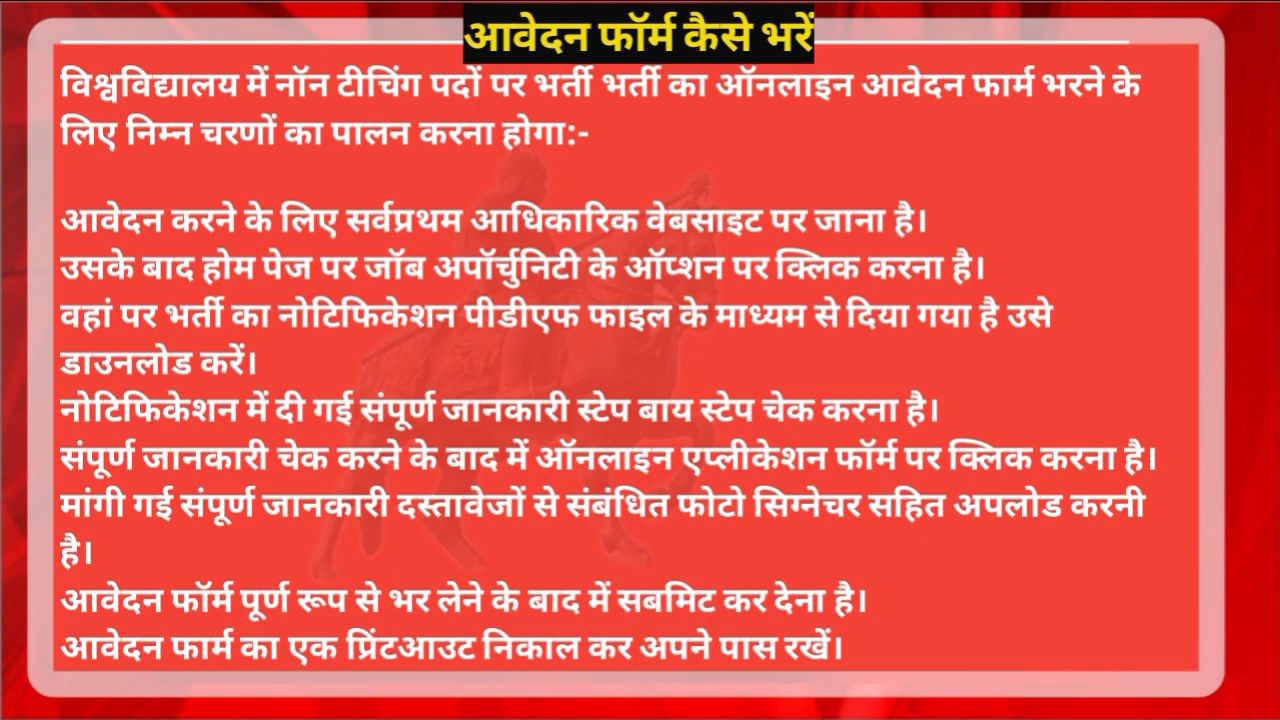 आवेदन फॉर्म कैसे भरें
विश्वविद्यालय में नॉन टीचिंग पदों पर भर्ती भर्ती का ऑनलाइन आवेदन फार्म भरने के
लिए निम्न चरणों का पालन करना होगा:-
आवेदन करने के लिए सर्वप्रथम आधिकारिक वेबसाइट पर जाना है।
उसके बाद होम पेज पर जॉब अपॉर्चुनिटी के ऑप्शन पर क्लिक करना है।
वहां पर भर्ती का नोटिफिकेशन पीडीएफ फाइल के माध्यम से दिया गया है उसे
डाउनलोड करें।
नोटिफिकेशन में दी गई संपूर्ण जानकारी स्टेप बाय स्टेप चेक करना है।
संपूर्ण जानकारी चेक करने के बाद में ऑनलाइन एप्लीकेशन फॉर्म पर क्लिक करना है।
मांगी गई संपूर्ण जानकारी दस्तावेजों से संबंधित फोटो सिग्नेचर सहित अपलोड करनी
है।
आवेदन फॉर्म पूर्ण रूप से भर लेने के बाद में सबमिट कर देना है।
आवेदन फार्म का एक प्रिंटआउट निकाल कर अपने पास रखें।